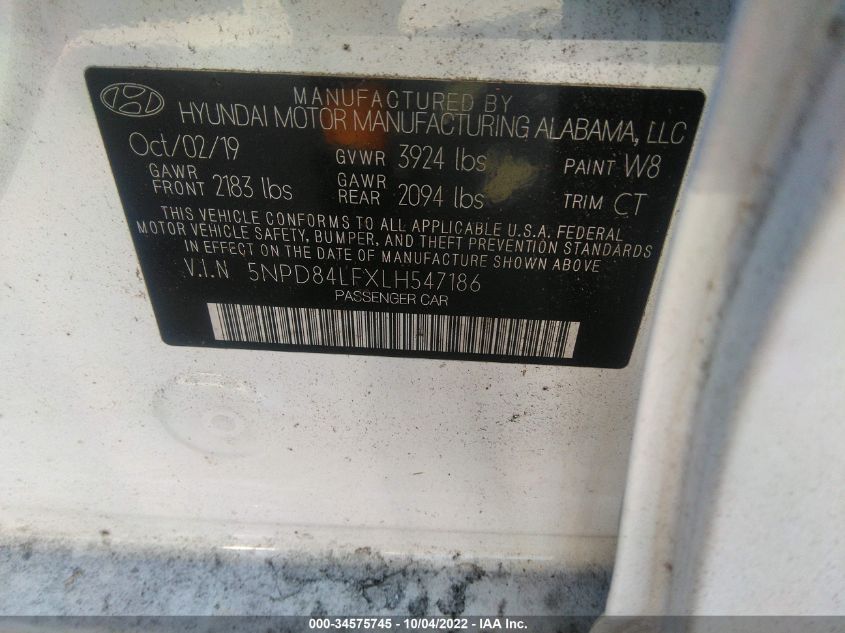 MANUFACTURED BY
HYUNDAI MOTOR MANUFACTURING ALABAMA, LLC
Oct/02/19 GVWR 3924 lbs PAINT W8
GAWR FRONT 2183 lbs GAWR REAR 2094 lbs TRIM CT
THIS VEHICLE CONFORMS TO ALL APPLICABLE U.S.A. FEDERAL
MOTOR VEHICLE SAFETY, BUMPER, AND THEFT PREVENTION STANDARDS
IN EFFECT ON THE DATE OF MANUFACTURE SHOWN ABOVE
V.I.N 5NPD84LFXLH547186
PASSENGER CAR
000-34575745 - 10/04/2022 - IAA Inc.